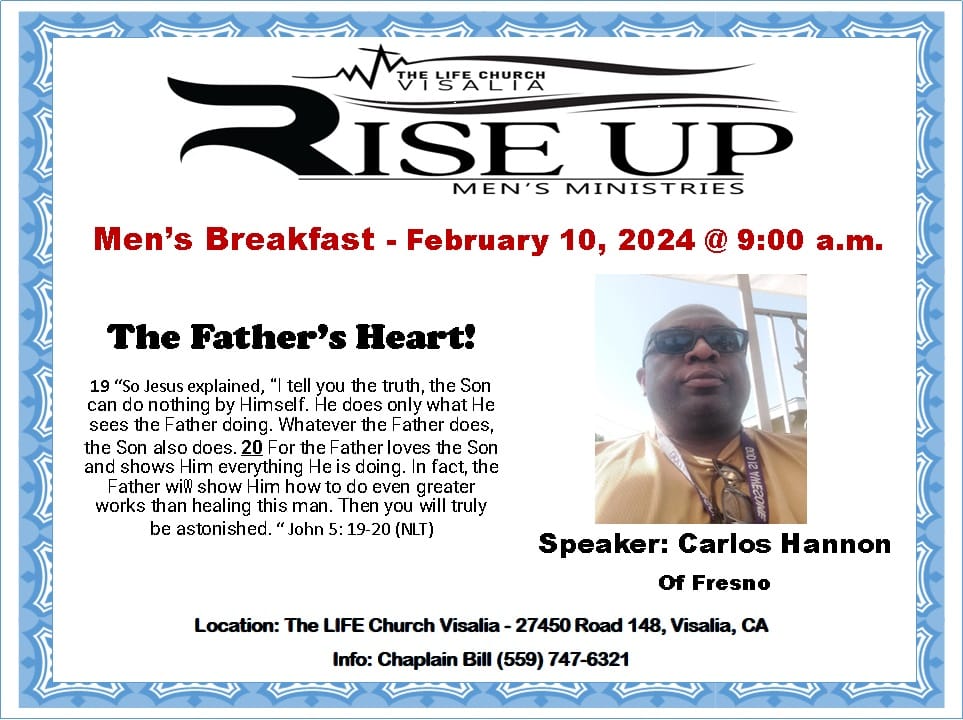 THE LIFE CHURCH
VISALIA
RISE UP
MEN'S MINISTRIES
Men's Breakfast - February 10, 2024 @ 9:00 a.m.
The Father's Heart!
19 “So Jesus explained, “I tell you the truth, the Son
can do nothing by Himself. He does only what He
sees the Father doing. Whatever the Father does,
the Son also does. 20 For the Father loves the Son
and shows Him everything He is doing. In fact, the
Father will show Him how to do even greater
works than healing this man. Then you will truly
be astonished. “ John 5: 19-20 (NLT)
GOD IS AWESOME
Speaker: Carlos Hannon
Of Fresno
Location: The LIFE Church Visalia - 27450 Road 148, Visalia, CA
Info: Chaplain Bill (559) 747-6321